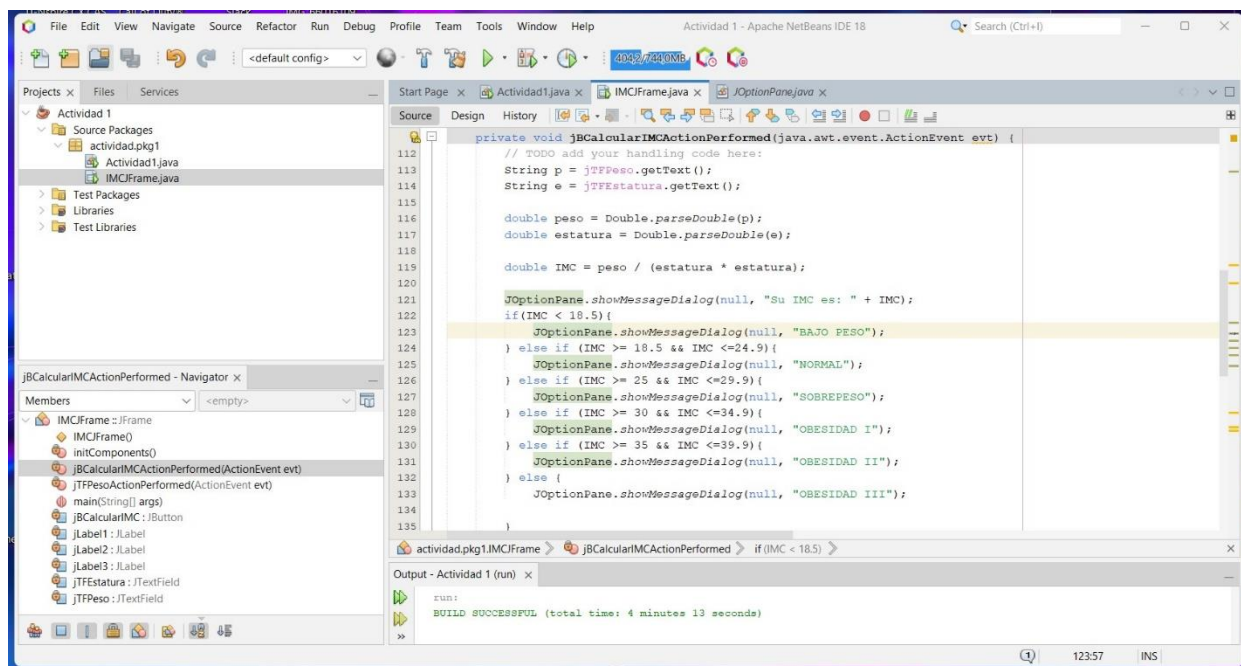 File Edit View Navigate Source Refactor Run Debug Profile Team Tools Window Help
Actividad 1 - Apache NetBeans IDE 18
Search (Ctrl+I)
<default config>
404,2/744,0MB
Projects Files Services
Actividad 1
Source Packages
actividad.pkg1
Actividad1.java
IMCJFrame.java
Test Packages
Libraries
Test Libraries
jBCalcularIMCActionPerformed - Navigator
Members <empty>
IMCJFrame :: JFrame
IMCJFrame()
initComponents()
jBCalcularIMCActionPerformed(ActionEvent evt)
jTFPesoActionPerformed(ActionEvent evt)
main(String[] args)
jBCalcularIMC : JButton
jLabel1 : JLabel
jLabel2 : JLabel
jLabel3 : JLabel
jTFEstatura : JTextField
jTFPeso : JTextField
Start Page Actividad1.java IMCJFrame.java JOptionPane.java
Source Design History
private void jBCalcularIMCActionPerformed(java.awt.event.ActionEvent evt) {
112 // TODO add your handling code here:
113 String p = jTFPeso.getText();
114 String e = jTFEstatura.getText();
115
116 double peso = Double.parseDouble(p);
117 double estatura = Double.parseDouble(e);
118
119 double IMC = peso / (estatura * estatura);
120
121 JOptionPane.showMessageDialog(null, "Su IMC es: " + IMC);
122 if(IMC < 18.5){
123 JOptionPane.showMessageDialog(null, "BAJO PESO");
124 } else if (IMC >= 18.5 && IMC <=24.9){
125 JOptionPane.showMessageDialog(null, "NORMAL");
126 } else if (IMC >= 25 && IMC <=29.9){
127 JOptionPane.showMessageDialog(null, "SOBREPESO");
128 } else if (IMC >= 30 && IMC <=34.9){
129 JOptionPane.showMessageDialog(null, "OBESIDAD I");
130 } else if (IMC >= 35 && IMC <=39.9){
131 JOptionPane.showMessageDialog(null, "OBESIDAD II");
132 } else {
133 JOptionPane.showMessageDialog(null, "OBESIDAD III");
134
135 }
actividad.pkg1.IMCJFrame jBCalcularIMCActionPerformed if (IMC < 18.5)
Output - Actividad 1 (run)
run:
BUILD SUCCESSFUL (total time: 4 minutes 13 seconds)
1 123:57 INS